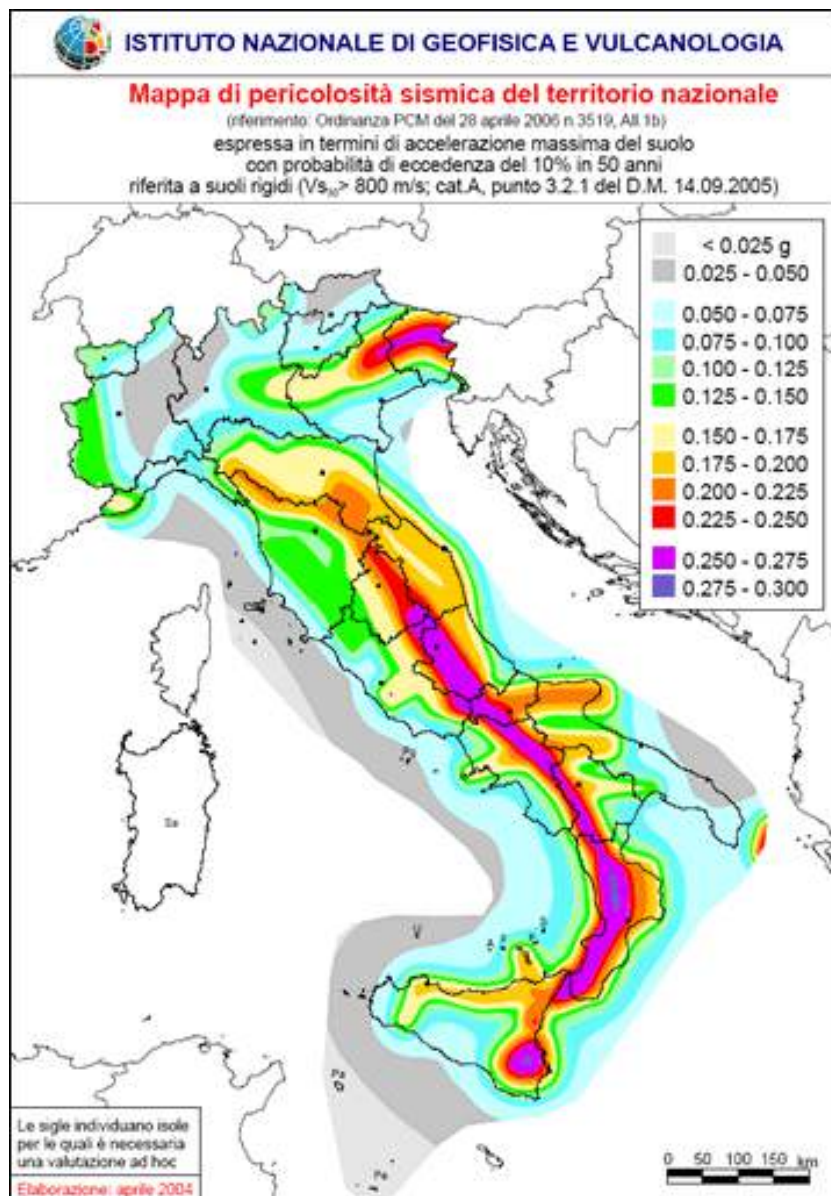 ISTITUTO NAZIONALE DI GEOFISICA E VULCANOLOGIA
Mappa di pericolosità sismica del territorio nazionale
(riferimento: Ordinanza PCM del 28 aprile 2006 n.3519, All.1b)
espressa in termini di accelerazione massima del suolo
con probabilità di eccedenza del 10% in 50 anni
riferita a suoli rigidi (Vs30> 800 m/s; cat.A, punto 3.2.1 del D.M. 14.09.2005)
< 0.025 g
0.025 - 0.050
0.050 - 0.075
0.075 - 0.100
0.100 - 0.125
0.125 - 0.150
0.150 - 0.175
0.175 - 0.200
0.200 - 0.225
0.225 - 0.250
0.250 - 0.275
0.275 - 0.300
Sa
Pa
Pe
Le sigle individuano isole
per le quali è necessaria
una valutazione ad hoc
Elaborazione: aprile 2004
0 50 100 150 km